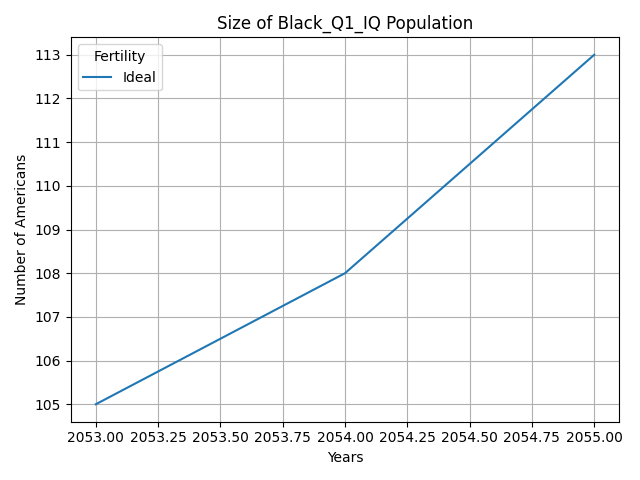 Size of Black_Q1_IQ Population
Fertility
Ideal
113
112
111
110
109
108
107
106
105
Number of Americans
2053.00 2053.25 2053.50 2053.75 2054.00 2054.25 2054.50 2054.75 2055.00
Years